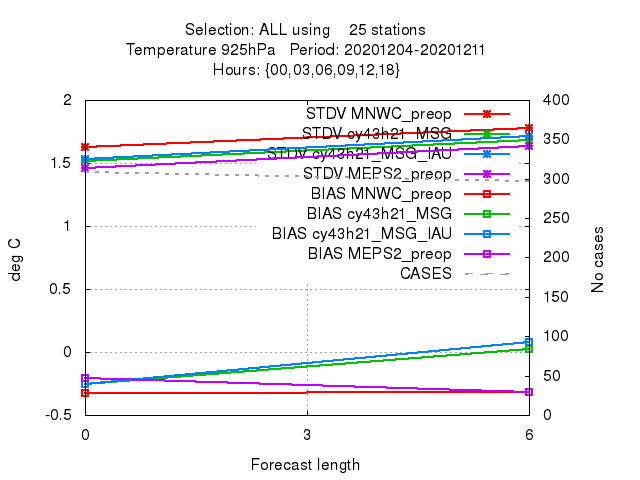 Selection: ALL using 25 stations
Temperature 925hPa Period: 20201204-20201211
Hours: {00,03,06,09,12,18}
STDV MNWC_preop
STDV cy43h21_MSG
STDV cy43h21_MSG_IAU
STDV MEPS2_preop
BIAS MNWC_preop
BIAS cy43h21_MSG
BIAS cy43h21_MSG_IAU
BIAS MEPS2_preop
CASES
deg C
2
1.5
1
0.5
0
-0.5
400
350
300
250
200
150
100
50
0
No cases
0 3 6
Forecast length